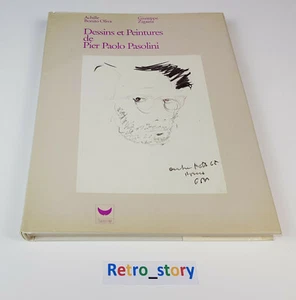 Achille
Bonito Oliva
Giuseppe
Zigaina
Dessins et Peintures
de
Pier Paolo Pasolini
Retro_story